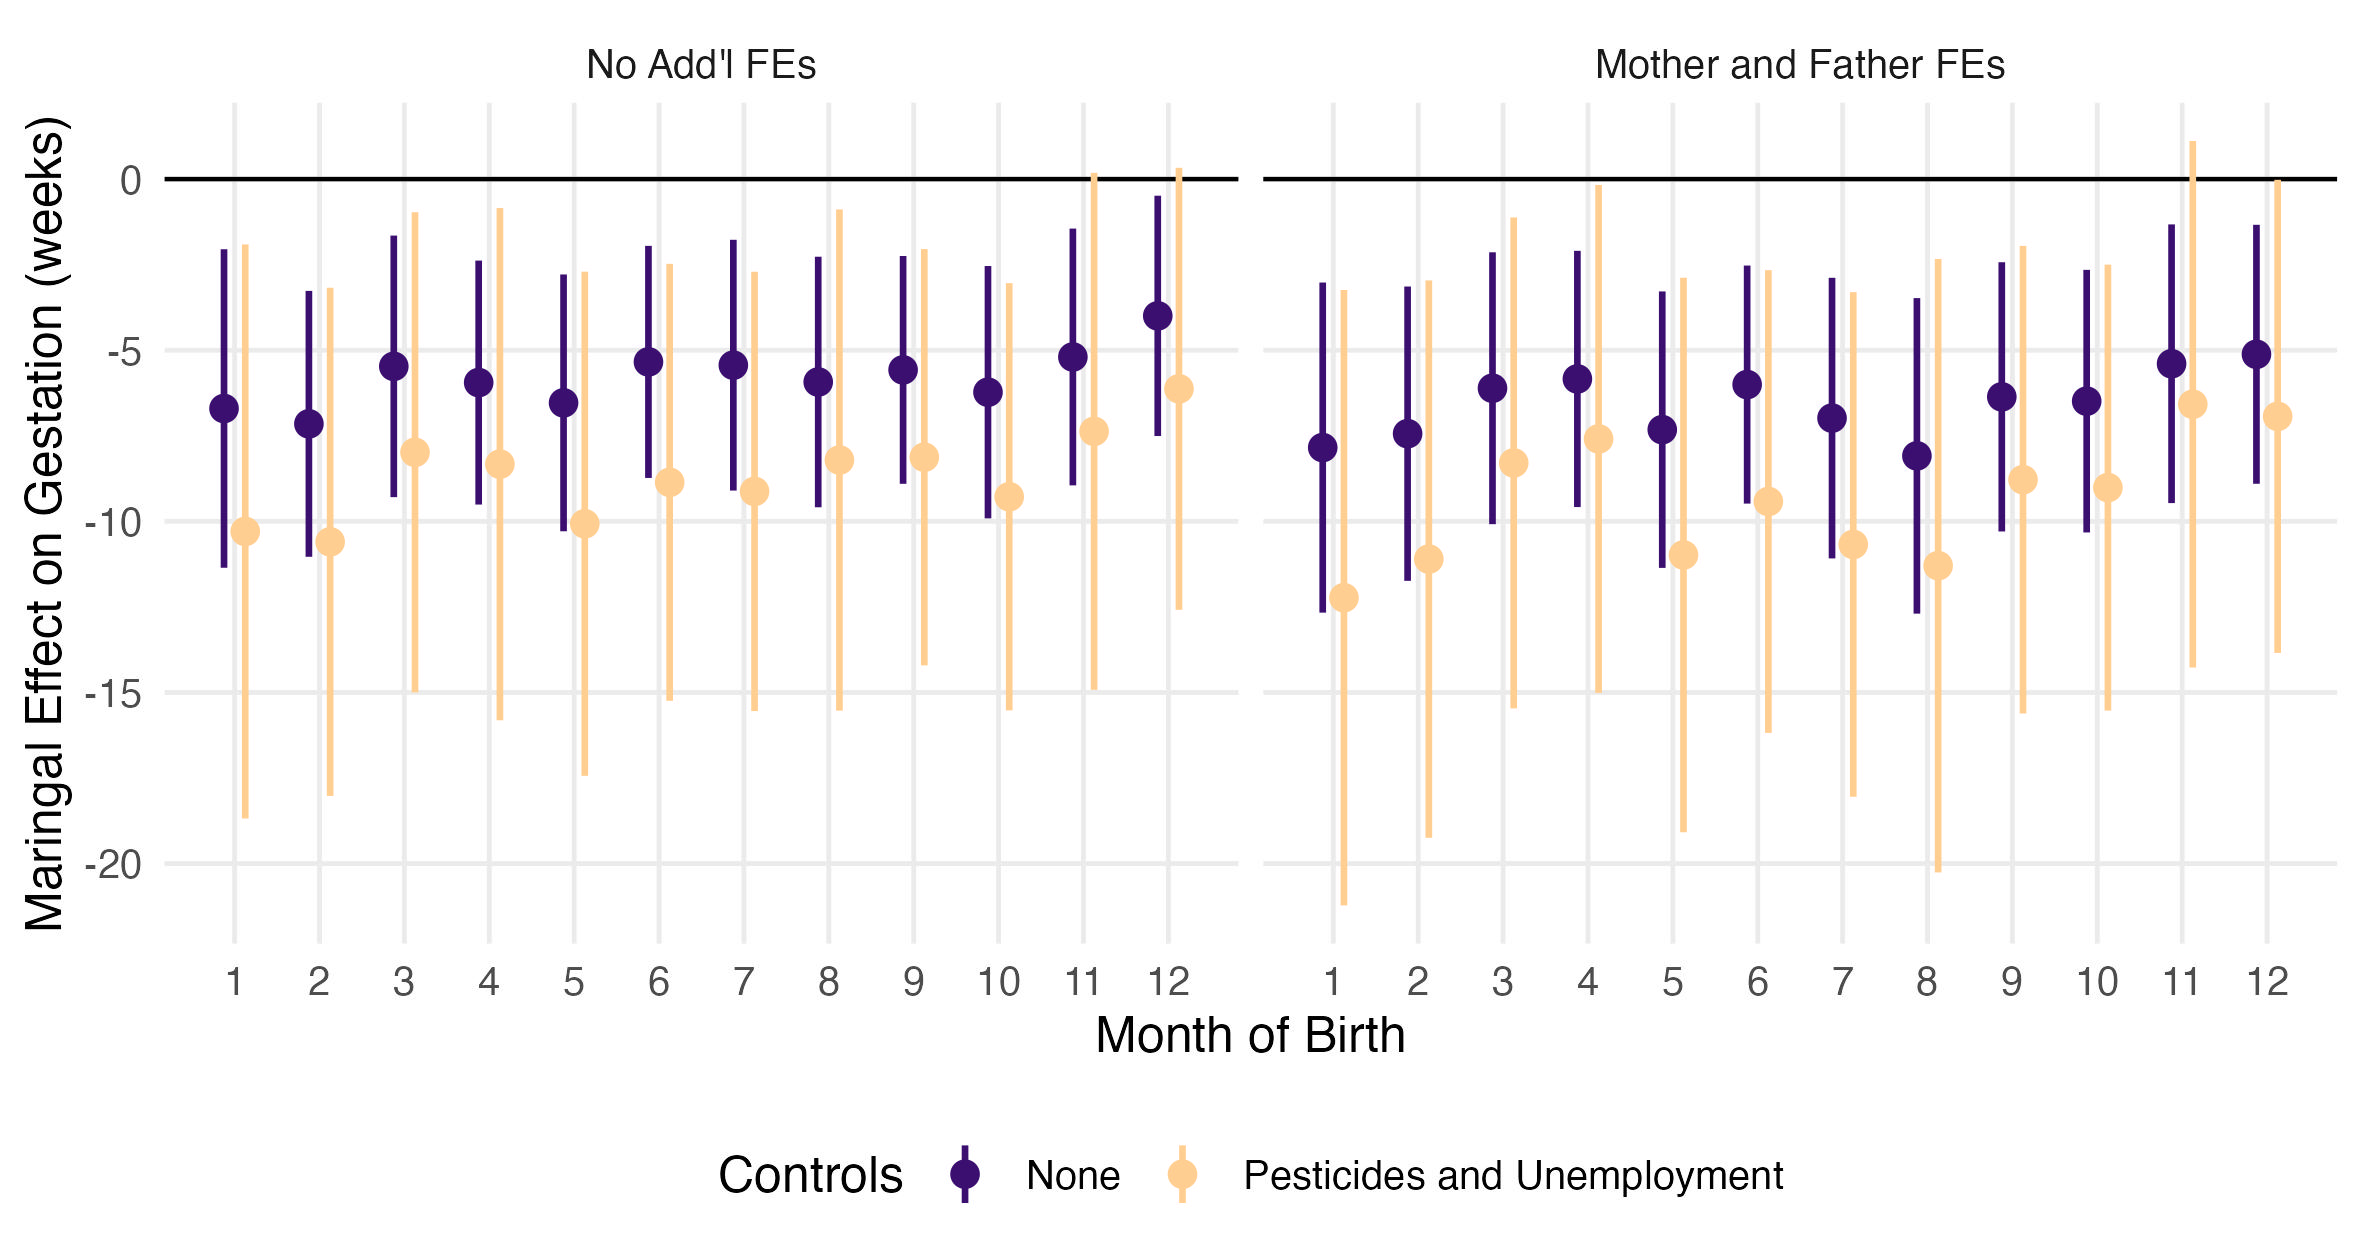 No Add'l FEs
Mother and Father FEs
Maringal Effect on Gestation (weeks)
0
-5
-10
-15
-20
1 2 3 4 5 6 7 8 9 10 11 12
1 2 3 4 5 6 7 8 9 10 11 12
Month of Birth
Controls None Pesticides and Unemployment